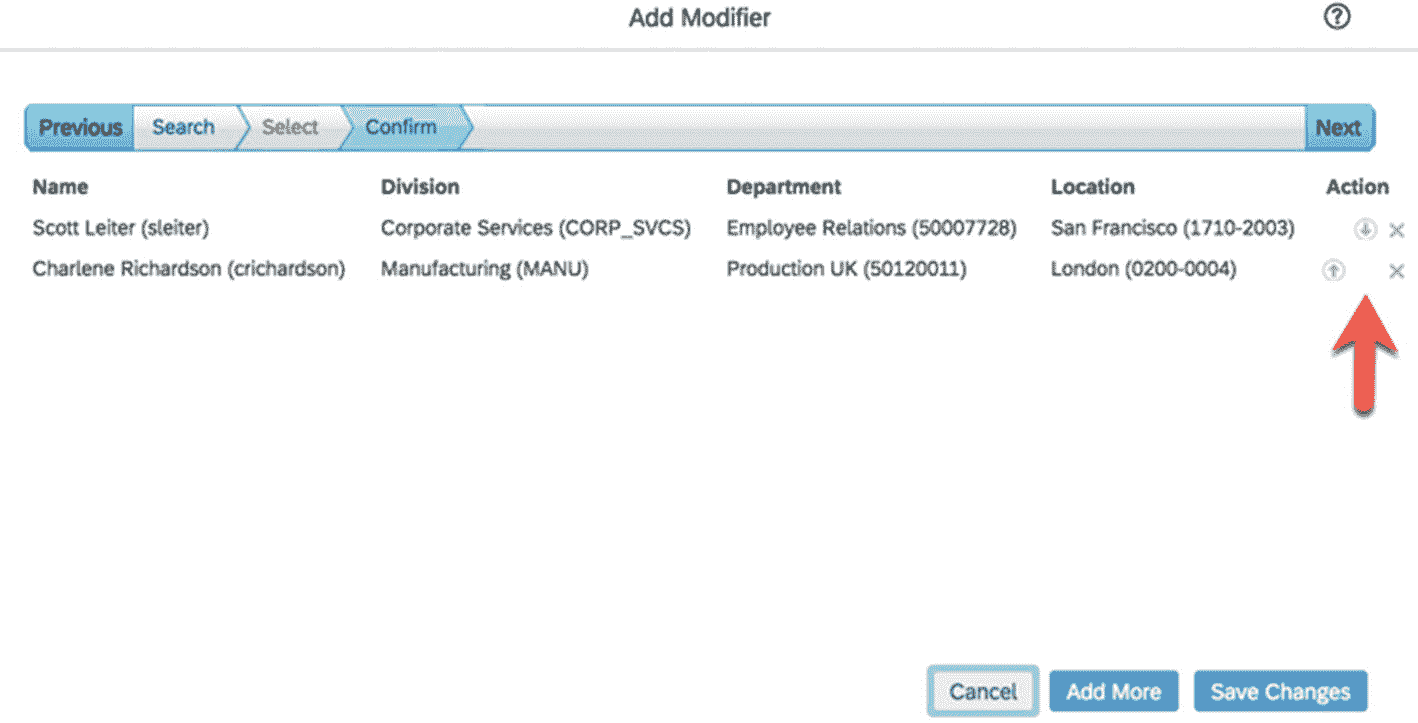 Add Modifier
Previous Search Select Confirm Next
Name Division Department Location Action
Scott Leiter (sleiter) Corporate Services (CORP_SVCS) Employee Relations (50007728) San Francisco (1710-2003)
Charlene Richardson (crichardson) Manufacturing (MANU) Production UK (50120011) London (0200-0004)
Cancel Add More Save Changes